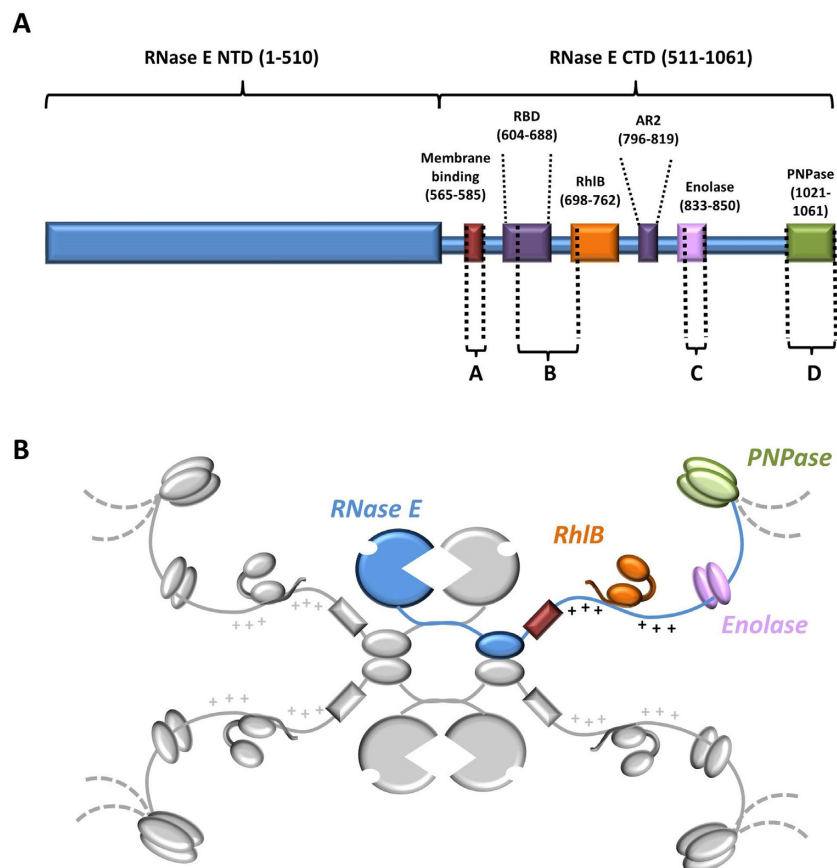 A
RNase E NTD (1-510)
RNase E CTD (511-1061)
RBD
(604-688)
AR2
(796-819)
Membrane
binding
(565-585)
RhlB
(698-762)
Enolase
(833-850)
PNPase
(1021-
1061)
A
B
C
D
B
PNPase
RNase E
RhlB
Enolase
+ + +
+ + +
+ + +
+ + +
+ + +
+ + +
+ + +
+ + +